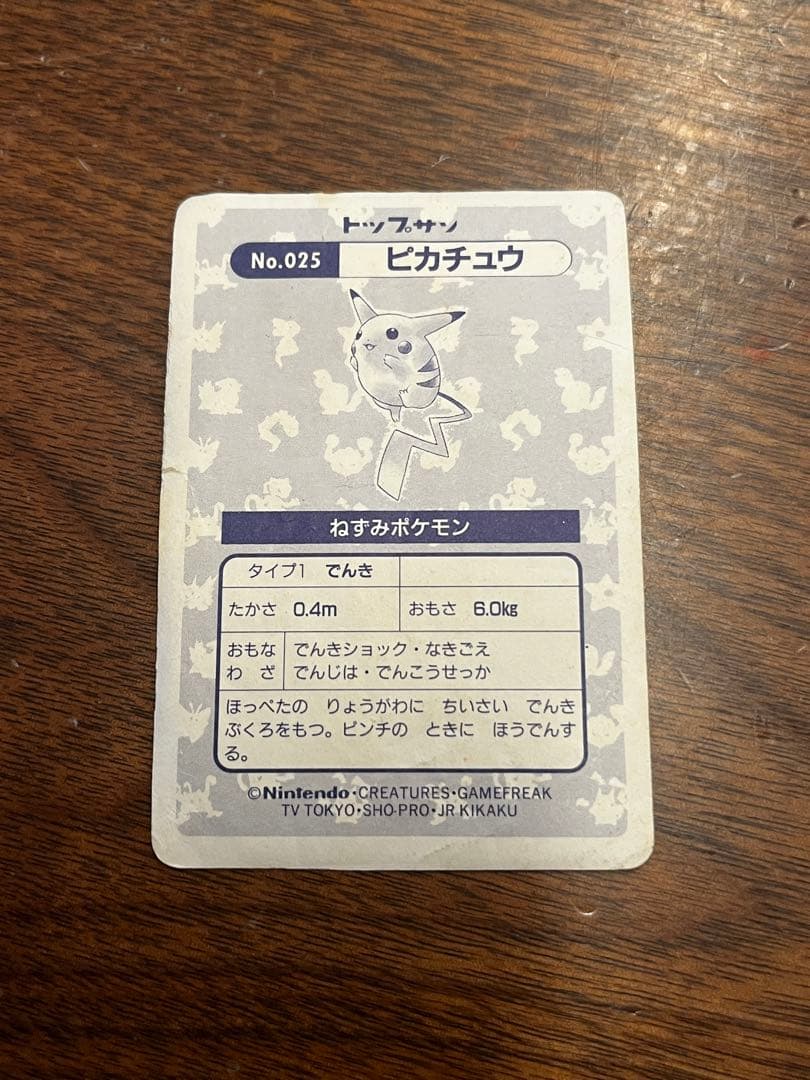 トップサン
No.025 ピカチュウ
ねずみポケモン
タイプ1 でんき
たかさ 0.4m おもさ 6.0kg
おもな でんきショック・なきごえ
わ ざ でんじは・でんこうせっか
ほっぺたの りょうがわに ちいさい でんき
ぶくろをもつ。ピンチの ときに ほうでんす
る。
©Nintendo・CREATURES・GAMEFREAK
TV TOKYO・SHO-PRO・JR KIKAKU